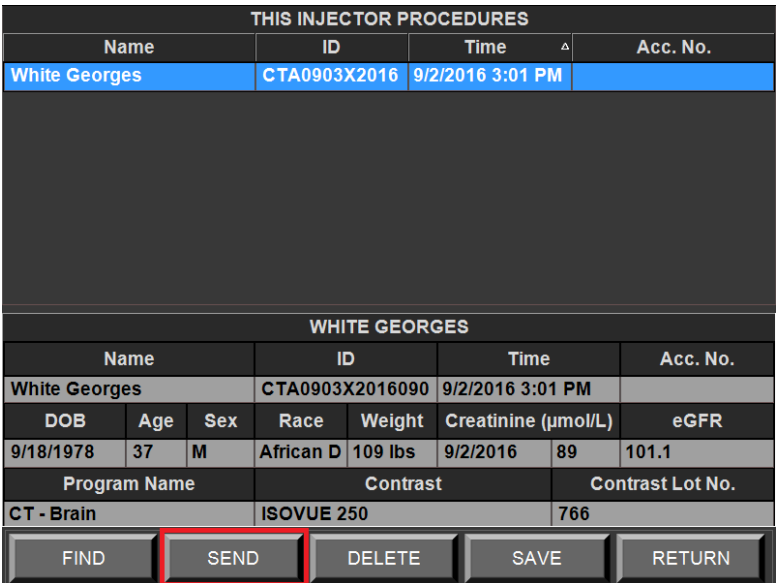 THIS INJECTOR PROCEDURES
Name ID Time Acc. No.
White Georges CTA0903X2016 9/2/2016 3:01 PM
WHITE GEORGES
Name ID Time Acc. No.
White Georges CTA0903X2016090 9/2/2016 3:01 PM
DOB Age Sex Race Weight Creatinine (µmol/L) eGFR
9/18/1978 37 M African D 109 lbs 9/2/2016 89 101.1
Program Name Contrast Contrast Lot No.
CT - Brain ISOVUE 250 766
FIND SEND DELETE SAVE RETURN